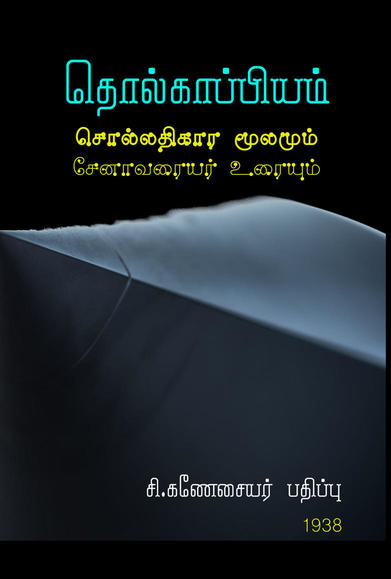 தொல்காப்பியம்
சொல்லதிகார மூலமும்
சேனாவரையர் உரையும்
சி.கணேசையர் பதிப்பு
1938